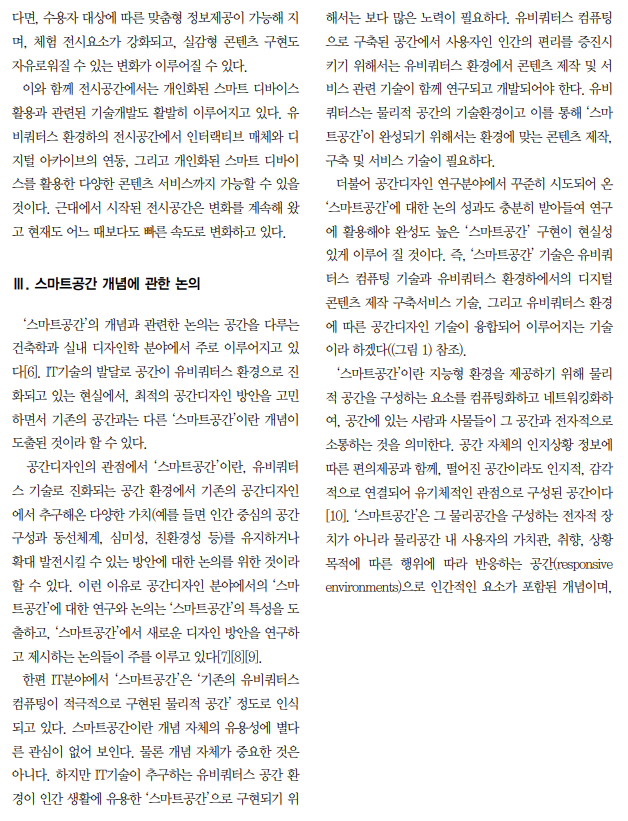 다면, 수용자 대상에 따른 맞춤형 정보제공이 가능해 지
며, 체험 전시요소가 강화되고, 실감형 콘텐츠 구현도
자유로워질 수 있는 변화가 이루어질 수 있다.
이와 함께 전시공간에서는 개인화된 스마트 디바이스
활용과 관련된 기술개발도 활발히 이루어지고 있다. 유
비쿼터스 환경하의 전시공간에서 인터랙티브 매체와 디
지털 아카이브의 연동, 그리고 개인화된 스마트 디바이
스를 활용한 다양한 콘텐츠 서비스까지 가능할 수 있을
것이다. 근대에서 시작된 전시공간은 변화를 계속해 왔
고 현재도 어느 때보다도 빠른 속도로 변화하고 있다.
Ⅲ. 스마트공간 개념에 관한 논의
‘스마트공간’의 개념과 관련한 논의는 공간을 다루는
건축학과 실내 디자인학 분야에서 주로 이루어지고 있
다[6]. IT기술의 발달로 공간이 유비쿼터스 환경으로 진
화되고 있는 현실에서, 최적의 공간디자인 방안을 고민
하면서 기존의 공간과는 다른 ‘스마트공간’이란 개념이
도출된 것이라 할 수 있다.
공간디자인의 관점에서 ‘스마트공간’이란, 유비쿼터
스 기술로 진화되는 공간 환경에서 기존의 공간디자인
에서 추구해온 다양한 가치(예를 들면 인간 중심의 공간
구성과 동선체계, 심미성, 친환경성 등)를 유지하거나
확대 발전시킬 수 있는 방안에 대한 논의를 위한 것이라
할 수 있다. 이런 이유로 공간디자인 분야에서의 ‘스마
트공간’에 대한 연구와 논의는 ‘스마트공간’의 특성을 도
출하고, ‘스마트공간’에서 새로운 디자인 방안을 연구하
고 제시하는 논의들이 주를 이루고 있다[7][8][9].
한편 IT분야에서 ‘스마트공간’은 ‘기존의 유비쿼터스
컴퓨팅이 적극적으로 구현된 물리적 공간’ 정도로 인식
되고 있다. 스마트공간이란 개념 자체의 유용성에 별다
른 관심이 없어 보인다. 물론 개념 자체가 중요한 것은
아니다. 하지만 IT기술이 추구하는 유비쿼터스 공간 환
경이 인간 생활에 유용한 ‘스마트공간’으로 구현되기 위
해서는 보다 많은 노력이 필요하다. 유비쿼터스 컴퓨팅
으로 구축된 공간에서 사용자인 인간의 편리를 증진시
키기 위해서는 유비쿼터스 환경에서 콘텐츠 제작 및 서
비스 관련 기술이 함께 연구되고 개발되어야 한다. 유비
쿼터스는 물리적 공간의 기술환경이고 이를 통해 ‘스마
트공간’이 완성되기 위해서는 환경에 맞는 콘텐츠 제작,
구축 및 서비스 기술이 필요하다.
더불어 공간디자인 연구분야에서 꾸준히 시도되어 온
‘스마트공간’에 대한 논의 성과도 충분히 받아들여 연구
에 활용해야 완성도 높은 ‘스마트공간’ 구현이 현실성
있게 이루어 질 것이다. 즉, ‘스마트공간’ 기술은 유비쿼
터스 컴퓨팅 기술과 유비쿼터스 환경하에서의 디지털
콘텐츠 제작 구축서비스 기술, 그리고 유비쿼터스 환경
에 따른 공간디자인 기술이 융합되어 이루어지는 기술
이라 하겠다((그림 1) 참조).
‘스마트공간’이란 지능형 환경을 제공하기 위해 물리
적 공간을 구성하는 요소를 컴퓨팅화하고 네트워킹화하
여, 공간에 있는 사람과 사물들이 그 공간과 전자적으로
소통하는 것을 의미한다. 공간 자체의 인지상황 정보에
따른 편의제공과 함께, 떨어진 공간이라도 인지적, 감각
적으로 연결되어 유기체적인 관점으로 구성된 공간이다
[10]. ‘스마트공간’은 그 물리공간을 구성하는 전자적 장
치가 아니라 물리공간 내 사용자의 가치관, 취향, 상황
목적에 따른 행위에 따라 반응하는 공간(responsive
environments)으로 인간적인 요소가 포함된 개념이며,